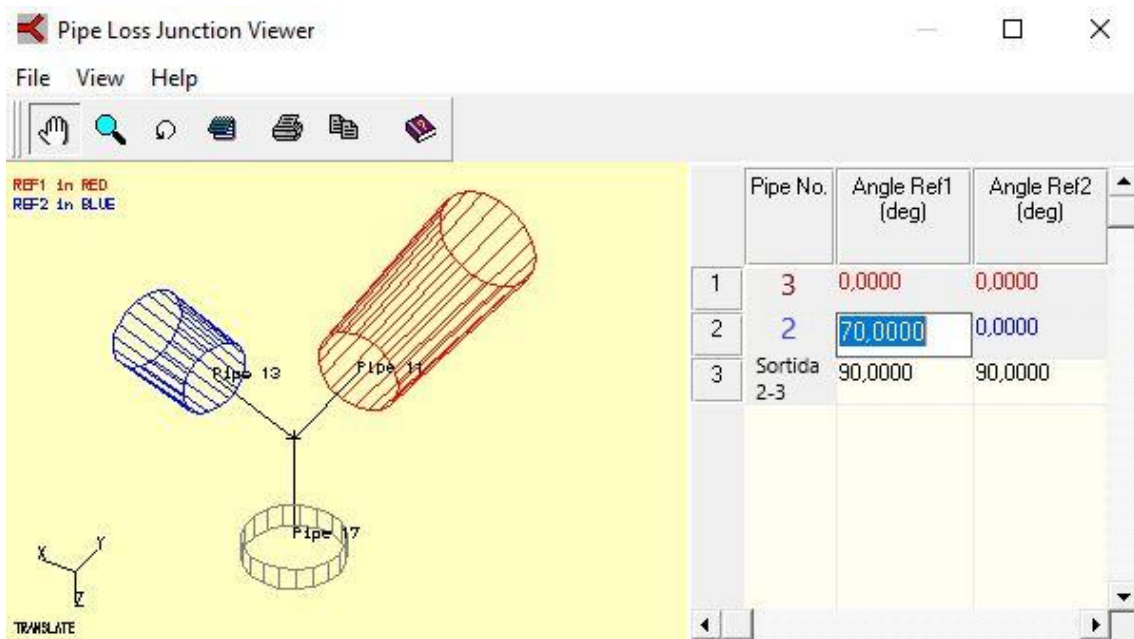 Pipe Loss Junction Viewer
File View Help
REF1 in RED
REF2 in BLUE
Pipe 13
Pipe 11
Pipe 17
X
Y
Z
TRANSLATE
Pipe No. Angle Ref1 (deg) Angle Ref2 (deg)
1 3 0,0000 0,0000
2 2 70,0000 0,0000
3 Sortida 2-3 90,0000 90,0000